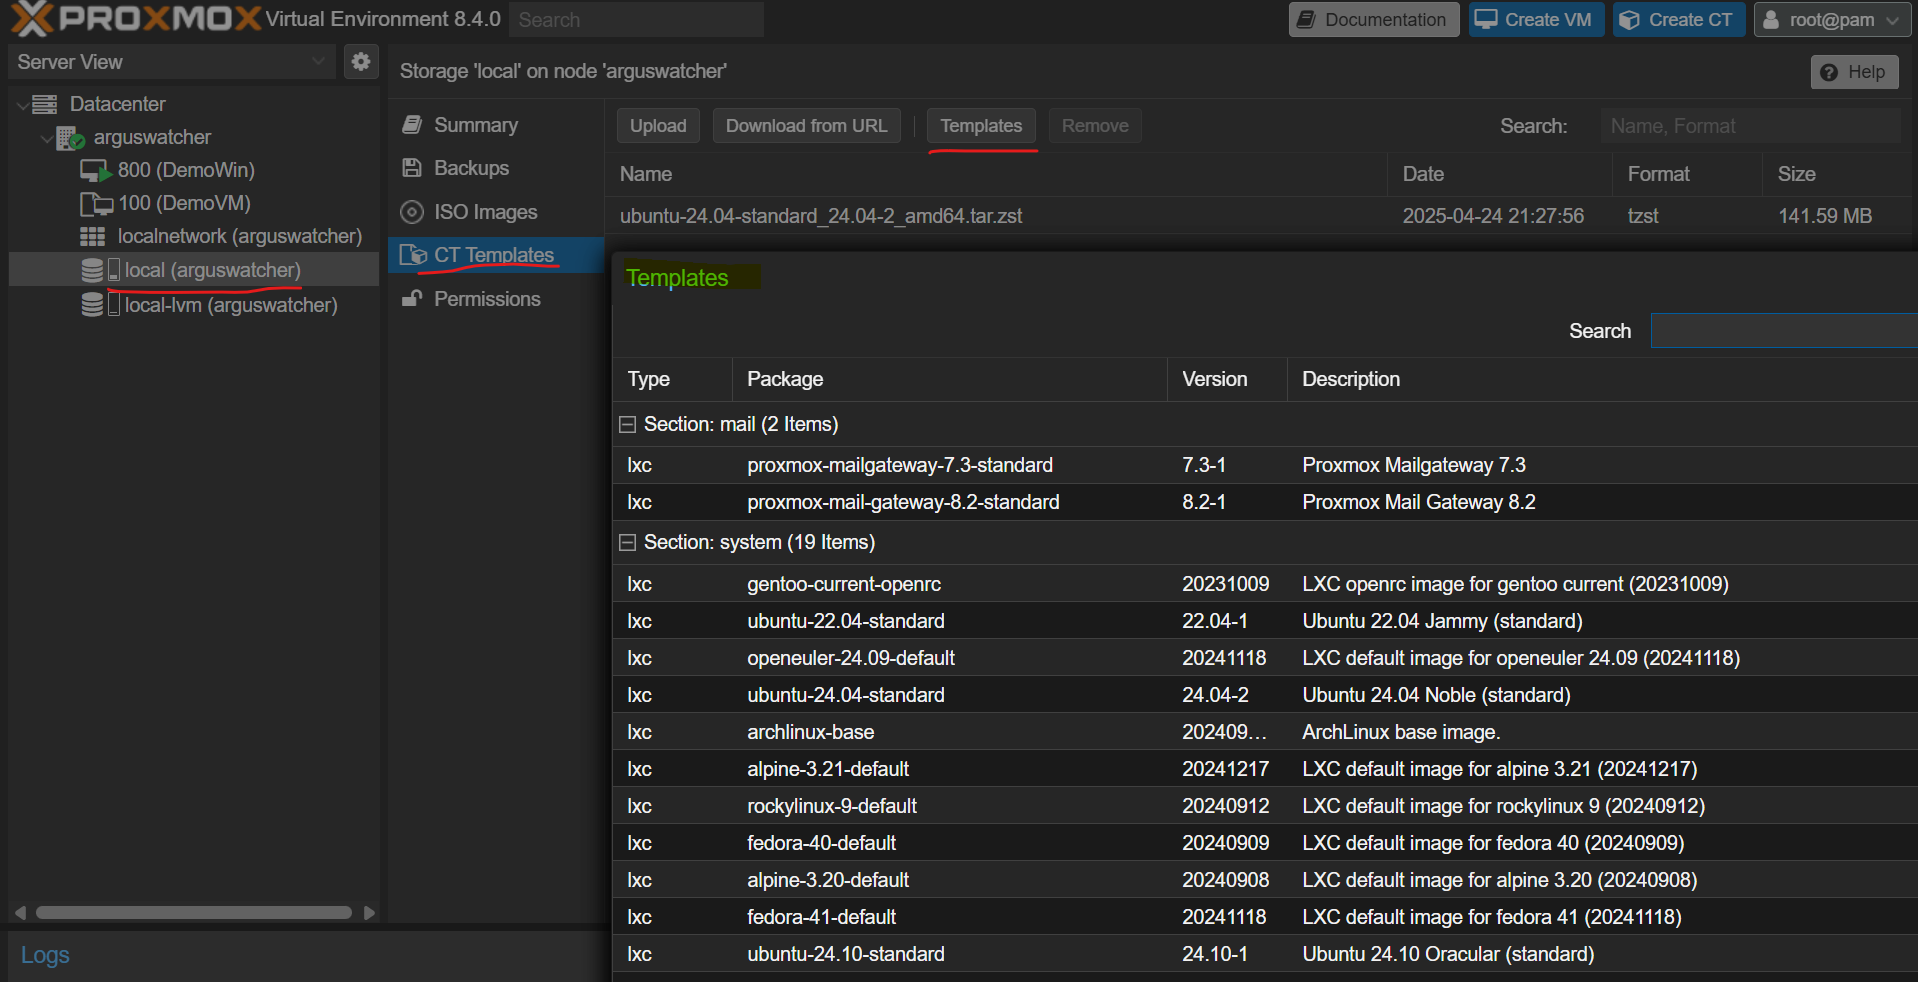 PROXMOX Virtual Environment 8.4.0 Search Documentation Create VM Create CT root@pam
Server View
Storage 'local' on node 'arguswatcher' Help
Datacenter
arguswatcher
800 (DemoWin)
100 (DemoVM)
localnetwork (arguswatcher)
local (arguswatcher)
local-lvm (arguswatcher)
Summary
Backups
ISO Images
CT Templates
Permissions
Upload Download from URL Templates Remove Search: Name, Format
Name Date Format Size
ubuntu-24.04-standard_24.04-2_amd64.tar.zst 2025-04-24 21:27:56 tzst 141.59 MB
Templates
Search
Type Package Version Description
Section: mail (2 Items)
lxc proxmox-mailgateway-7.3-standard 7.3-1 Proxmox Mailgateway 7.3
lxc proxmox-mail-gateway-8.2-standard 8.2-1 Proxmox Mail Gateway 8.2
Section: system (19 Items)
lxc gentoo-current-openrc 20231009 LXC openrc image for gentoo current (20231009)
lxc ubuntu-22.04-standard 22.04-1 Ubuntu 22.04 Jammy (standard)
lxc openeuler-24.09-default 20241118 LXC default image for openeuler 24.09 (20241118)
lxc ubuntu-24.04-standard 24.04-2 Ubuntu 24.04 Noble (standard)
lxc archlinux-base 202409... ArchLinux base image.
lxc alpine-3.21-default 20241217 LXC default image for alpine 3.21 (20241217)
lxc rockylinux-9-default 20240912 LXC default image for rockylinux 9 (20240912)
lxc fedora-40-default 20240909 LXC default image for fedora 40 (20240909)
lxc alpine-3.20-default 20240908 LXC default image for alpine 3.20 (20240908)
lxc fedora-41-default 20241118 LXC default image for fedora 41 (20241118)
lxc ubuntu-24.10-standard 24.10-1 Ubuntu 24.10 Oracular (standard)
Logs